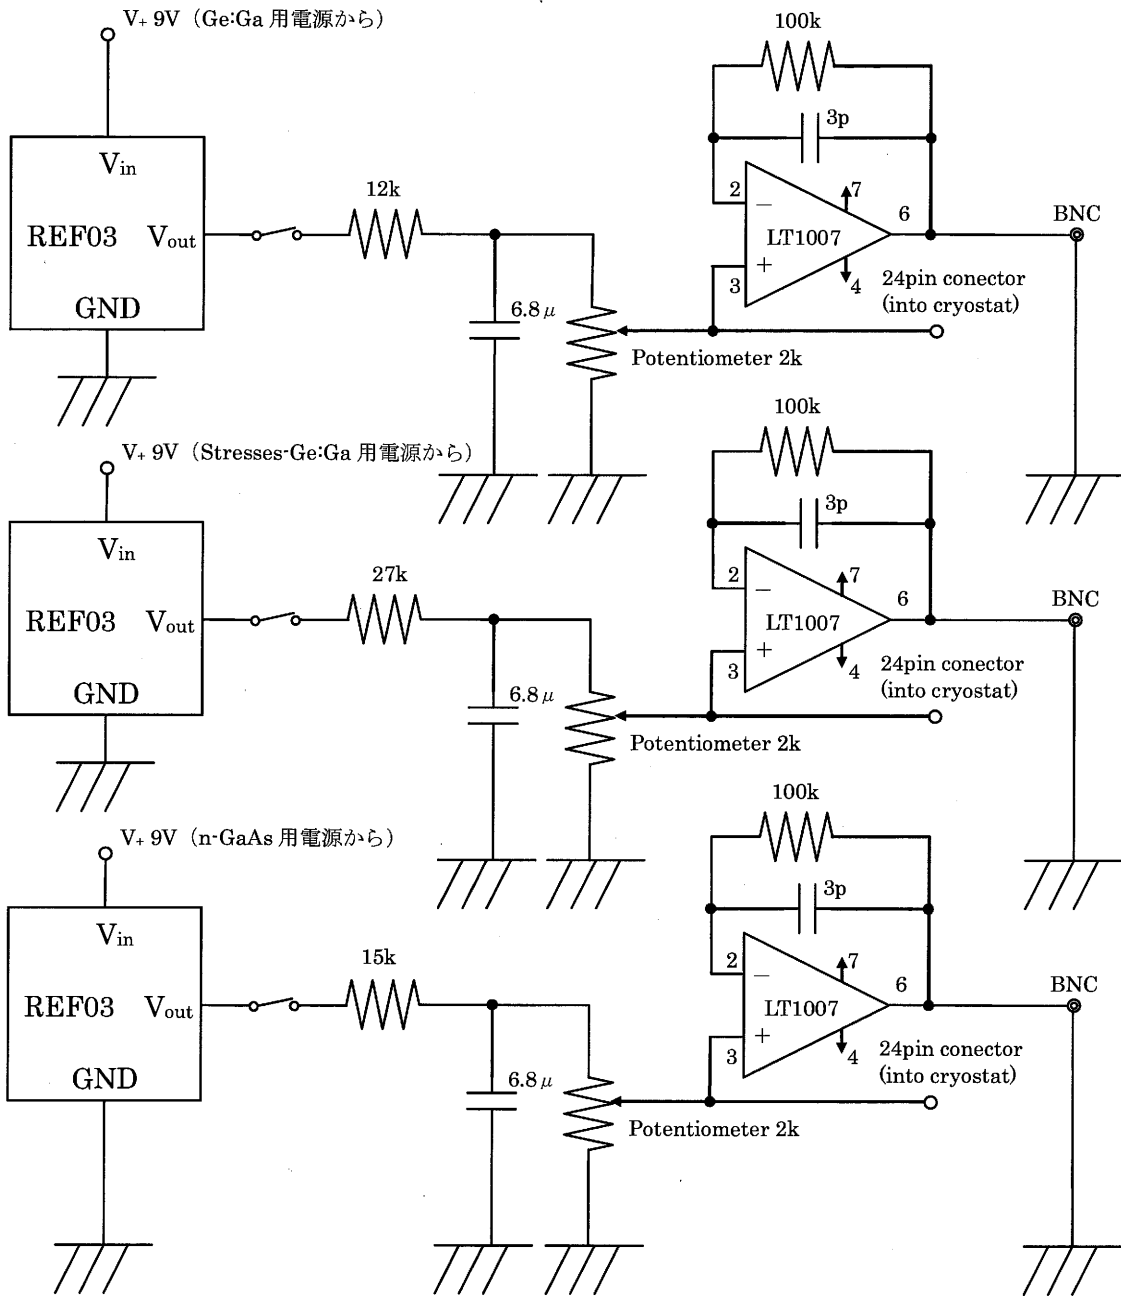 V+ 9V（Ge:Ga 用電源から）
Vin
REF03
Vout
GND
12k
6.8μ
Potentiometer 2k
100k
3p
2
3
7
4
6
LT1007
BNC
24pin conector
(into cryostat)
V+ 9V（Stresses-Ge:Ga 用電源から）
Vin
REF03
Vout
GND
27k
6.8μ
Potentiometer 2k
100k
3p
2
3
7
4
6
LT1007
BNC
24pin conector
(into cryostat)
V+ 9V（n-GaAs 用電源から）
Vin
REF03
Vout
GND
15k
6.8μ
Potentiometer 2k
100k
3p
2
3
7
4
6
LT1007
BNC
24pin conector
(into cryostat)